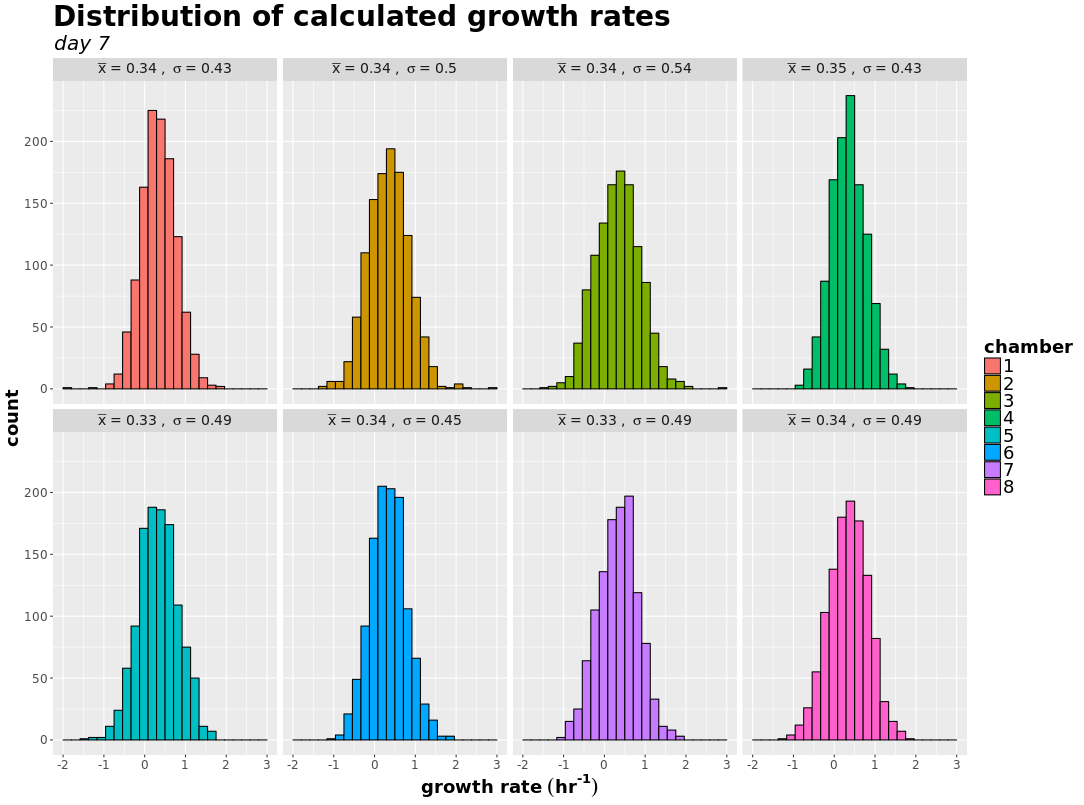 Distribution of calculated growth rates
day 7
x̅ = 0.34 , σ = 0.43
x̅ = 0.34 , σ = 0.5
x̅ = 0.34 , σ = 0.54
x̅ = 0.35 , σ = 0.43
200
150
100
50
0
x̅ = 0.33 , σ = 0.49
x̅ = 0.34 , σ = 0.45
x̅ = 0.33 , σ = 0.49
x̅ = 0.34 , σ = 0.49
200
150
100
50
0
-2 -1 0 1 2 3
-2 -1 0 1 2 3
-2 -1 0 1 2 3
-2 -1 0 1 2 3
count
growth rate (hr⁻¹)
chamber
1
2
3
4
5
6
7
8